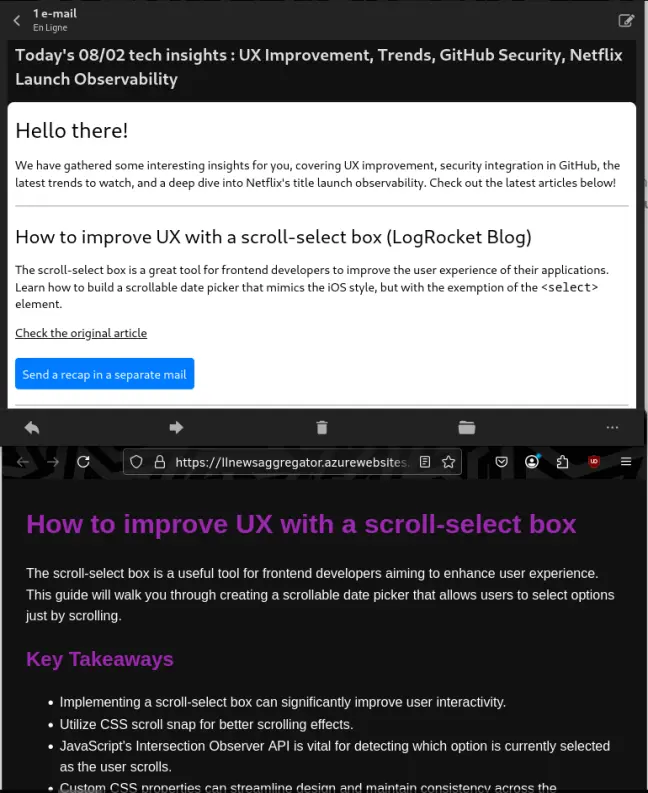 1 e-mail
En Ligne
Today's 08/02 tech insights : UX Improvement, Trends, GitHub Security, Netflix
Launch Observability
Hello there!
We have gathered some interesting insights for you, covering UX improvement, security integration in GitHub, the
latest trends to watch, and a deep dive into Netflix's title launch observability. Check out the latest articles below!
How to improve UX with a scroll-select box (LogRocket Blog)
The scroll-select box is a great tool for frontend developers to improve the user experience of their applications.
Learn how to build a scrollable date picker that mimics the iOS style, but with the exemption of the <select>
element.
Check the original article
Send a recap in a separate mail
https://llnewsaggregator.azurewebsites.
How to improve UX with a scroll-select box
The scroll-select box is a useful tool for frontend developers aiming to enhance user experience.
This guide will walk you through creating a scrollable date picker that allows users to select options
just by scrolling.
Key Takeaways
• Implementing a scroll-select box can significantly improve user interactivity.
• Utilize CSS scroll snap for better scrolling effects.
• JavaScript's Intersection Observer API is vital for detecting which option is currently selected
as the user scrolls.
• Custom CSS properties can streamline design and maintain consistency across the